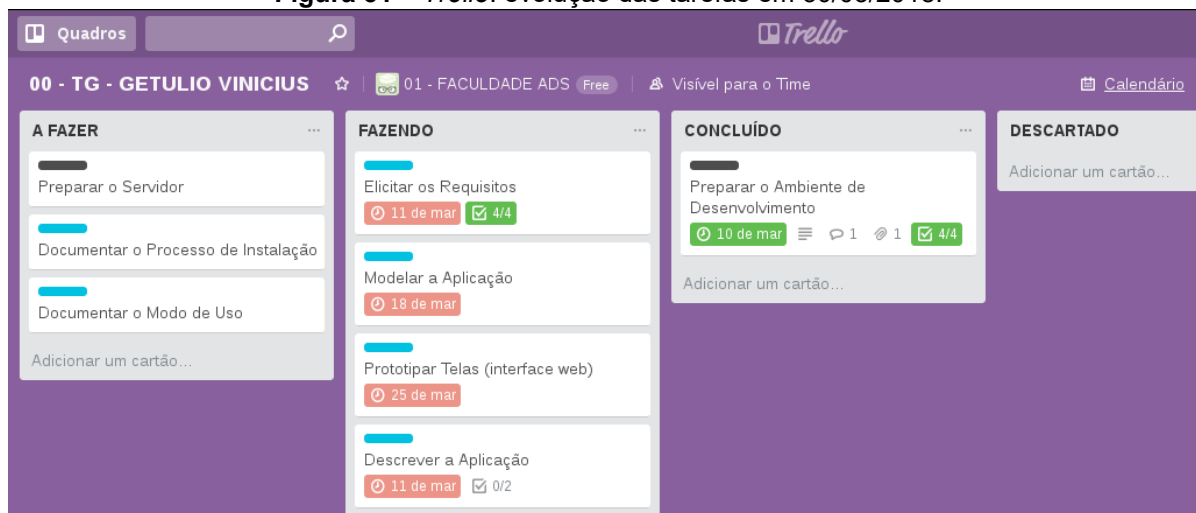 Quadros
Trello
00 - TG - GETULIO VINICIUS
01 - FACULDADE ADS Free
Visível para o Time
Calendário
A FAZER
Preparar o Servidor
Documentar o Processo de Instalação
Documentar o Modo de Uso
Adicionar um cartão...
FAZENDO
Elicitar os Requisitos
11 de mar 4/4
Modelar a Aplicação
18 de mar
Prototipar Telas (interface web)
25 de mar
Descrever a Aplicação
11 de mar 0/2
CONCLUÍDO
Preparar o Ambiente de
Desenvolvimento
10 de mar 1 1 4/4
Adicionar um cartão...
DESCARTADO
Adicionar um cartão...